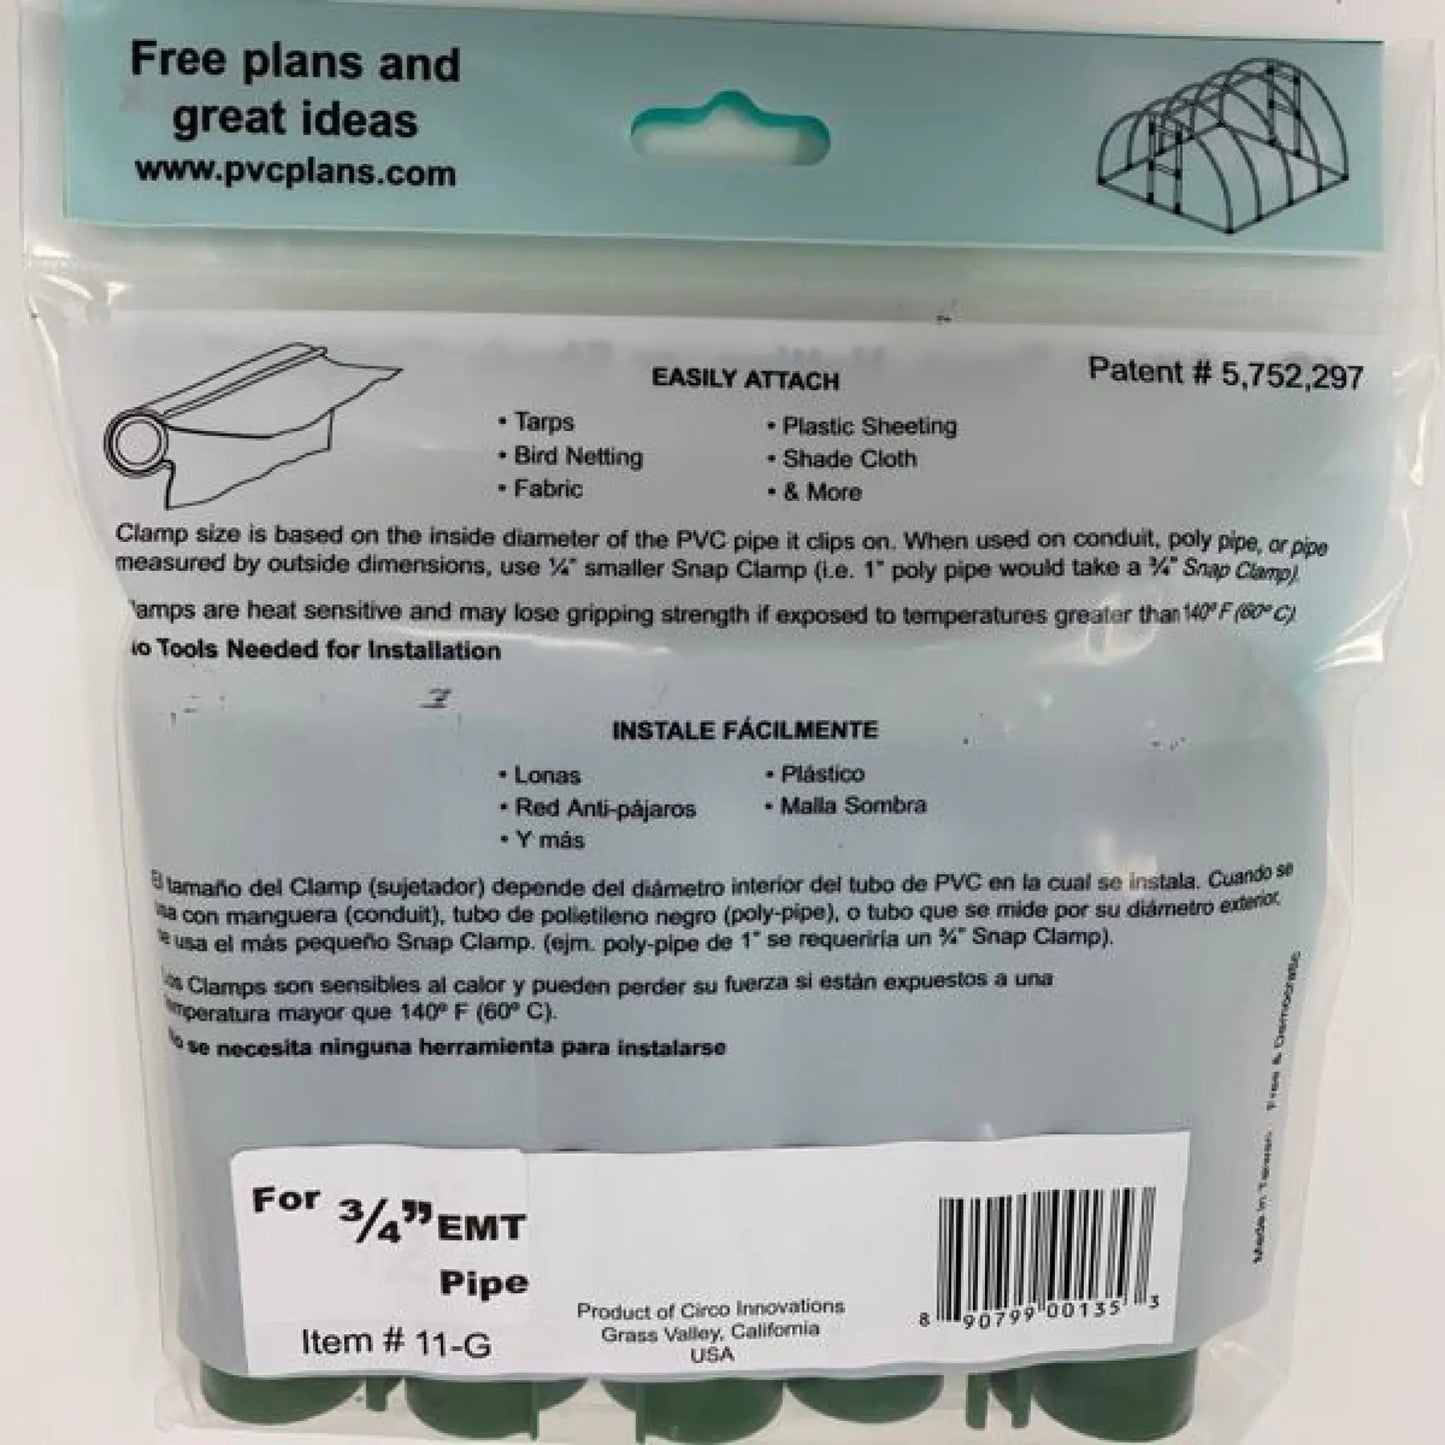 Free plans and
great ideas
www.pvcplans.com
EASILY ATTACH
Patent # 5,752,297
• Tarps
• Bird Netting
• Fabric
• Plastic Sheeting
• Shade Cloth
• & More
Clamp size is based on the inside diameter of the PVC pipe it clips on. When used on conduit, poly pipe, or pipe
measured by outside dimensions, use ¼" smaller Snap Clamp (i.e. 1" poly pipe would take a ¾" Snap Clamp).
lamps are heat sensitive and may lose gripping strength if exposed to temperatures greater than 140º F (60º C).
No Tools Needed for Installation
INSTALE FÁCILMENTE
• Lonas
• Red Anti-pájaros
• Y más
• Plástico
• Malla Sombra
El tamaño del Clamp (sujetador) depende del diámetro interior del tubo de PVC en la cual se instala. Cuando se
usa con manguera (conduit), tubo de polietileno negro (poly-pipe), o tubo que se mide por su diámetro exterior,
se usa el más pequeño Snap Clamp. (ejm. poly-pipe de 1" se requeriría un ¾" Snap Clamp).
Los Clamps son sensibles al calor y pueden perder su fuerza si están expuestos a una
temperatura mayor que 140º F (60º C).
No se necesita ninguna herramienta para instalarse
Made in Taiwan Free & Democratic
For ¾” EMT
Pipe
Item # 11-G
Product of Circo Innovations
Grass Valley, California
USA
8 90799 00135 3